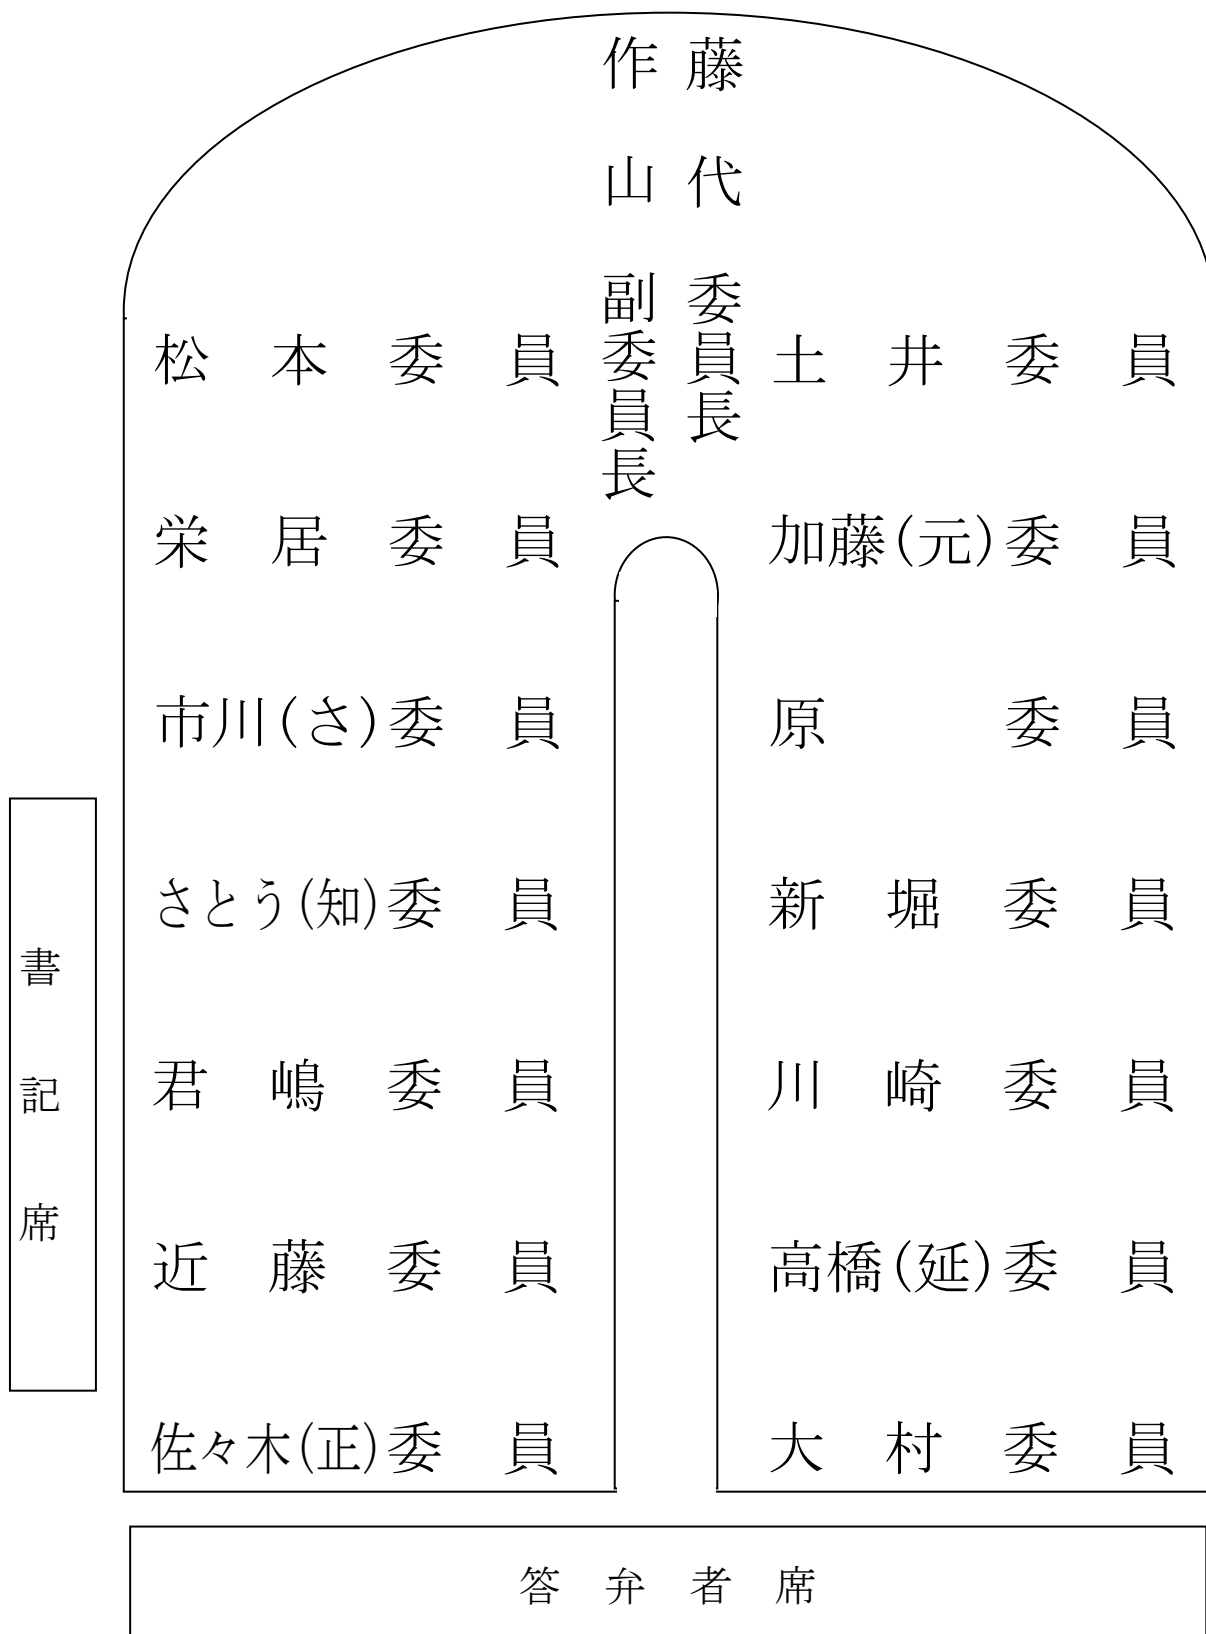 藤代委員長
作山副委員長
松本委員 土井委員
栄居委員 加藤(元)委員
市川(さ)委員 原委員
さとう(知)委員 新堀委員
君嶋委員 川崎委員
近藤委員 高橋(延)委員
佐々木(正)委員 大村委員
書記席
答弁者席